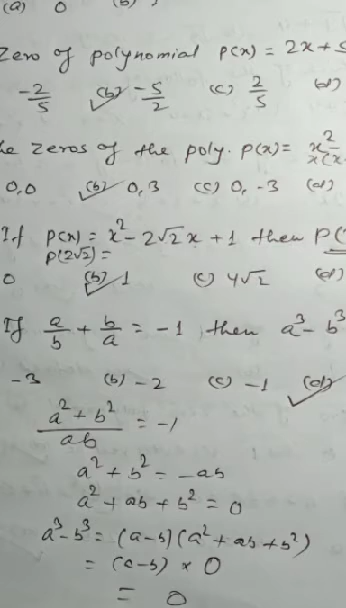 (a) 0 (b)
Zero of polynomial p(x) = 2x+5
-2/5 (b) -5/2 (c) 2/5 (d)
he zeros of the poly. p(x)= x²-
x(x-
0,0 (b) 0,3 (c) 0,-3 (d)
If p(x) = x²-2√2x+1 then p(
p(2√2)=
0 (b) 1 (c) 4√2 (d)
If a/b + b/a = -1, then a³-b³
-3 (b) -2 (c) -1 (d)
a²+b²/ab = -1
a²+b² = -ab
a²+ab+b² = 0
a³-b³ = (a-b)(a²+ab+b²)
= (a-b) × 0
= 0